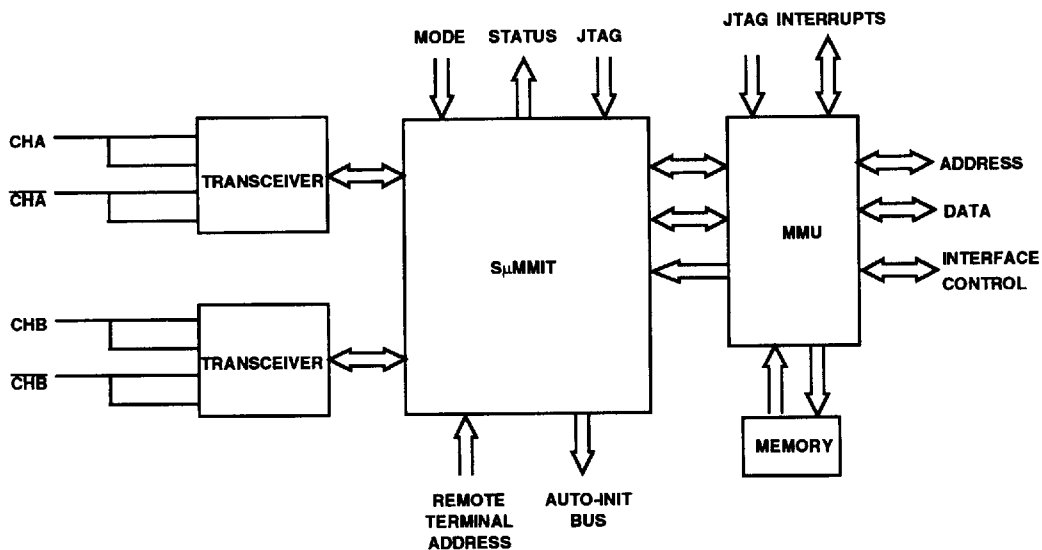 MODE STATUS JTAG
JTAG INTERRUPTS
CHA
CHA
TRANSCEIVER
SμMMIT
MMU
ADDRESS
DATA
INTERFACE
CONTROL
CHB
CHB
TRANSCEIVER
MEMORY
REMOTE
TERMINAL
ADDRESS
AUTO-INIT
BUS